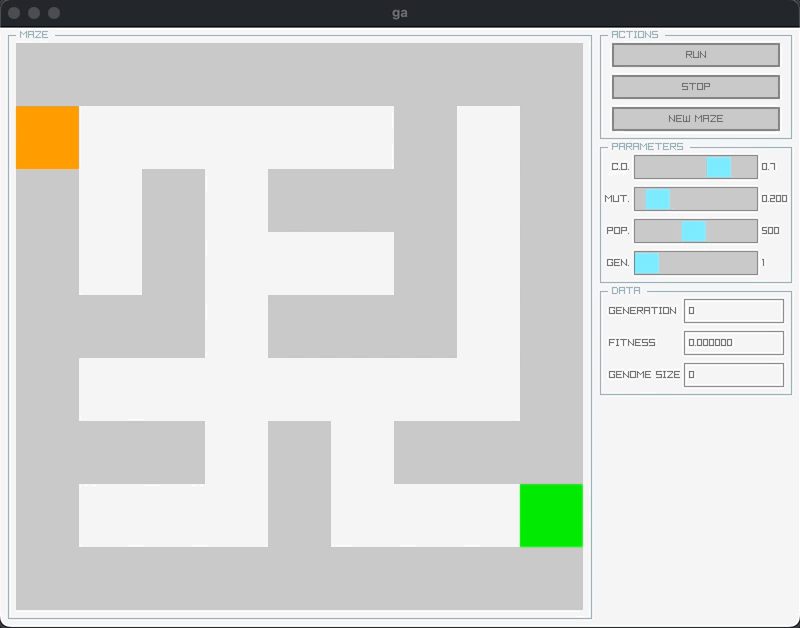 ga
MAZE
ACTIONS
RUN
STOP
NEW MAZE
PARAMETERS
C.O. 0.7
MUT. 0.200
POP. 500
GEN. 1
DATA
GENERATION 0
FITNESS 0.000000
GENOME SIZE 0